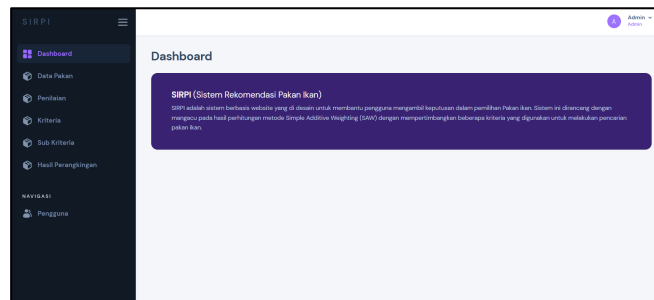 SIRPI
Dashboard
Data Pakan
Penilaian
Kriteria
Sub Kriteria
Hasil Perangkingan
NAVIGASI
Pengguna
A
Admin
Admin
Dashboard
SIRPI (Sistem Rekomendasi Pakan Ikan)
SIRPI adalah sistem berbasis website yang di desain untuk membantu pengguna mengambil keputusan dalam pemilihan Pakan ikan. Sistem ini dirancang dengan
mengacu pada hasil perhitungan metode Simple Additive Weighting (SAW) dengan mempertimbangkan beberapa kriteria yang digunakan untuk melakukan pencarian
pakan ikan.